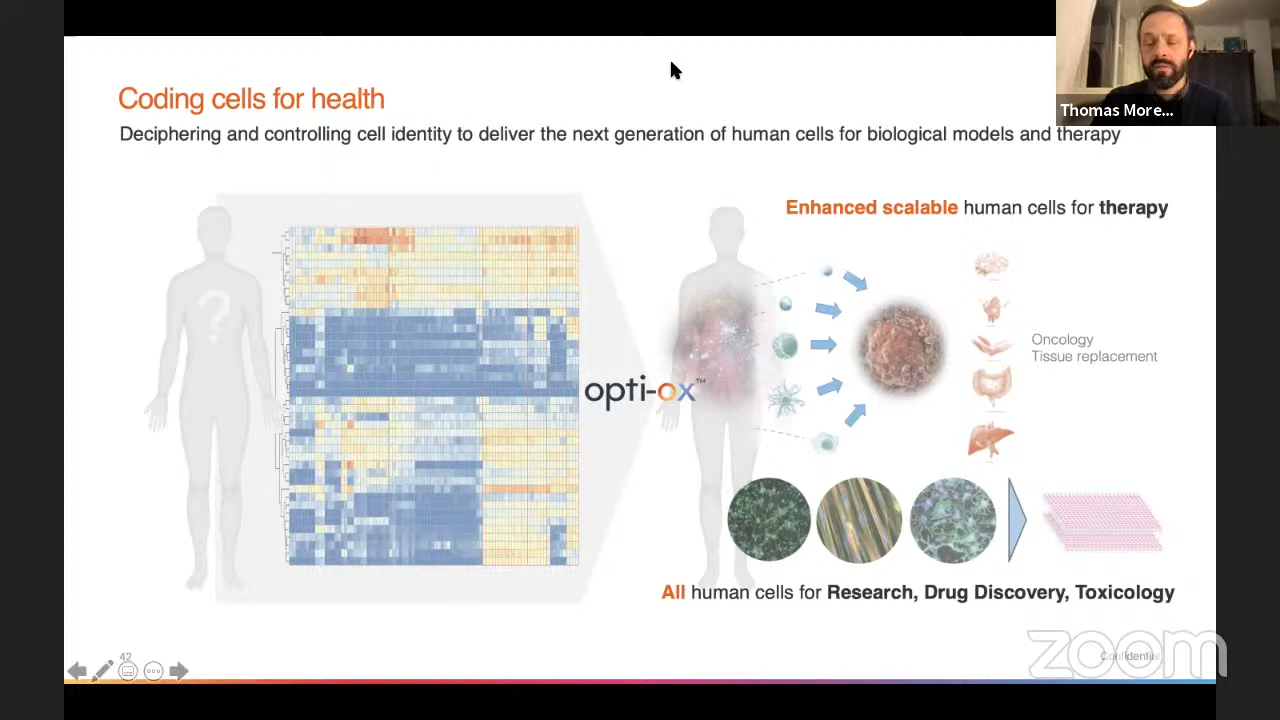 Coding cells for health
Thomas More...
Deciphering and controlling cell identity to deliver the next generation of human cells for biological models and therapy
Enhanced scalable human cells for therapy
?
Oncology
Tissue replacement
opti-ox™
All human cells for Research, Drug Discovery, Toxicology
42
Confidential
zoom